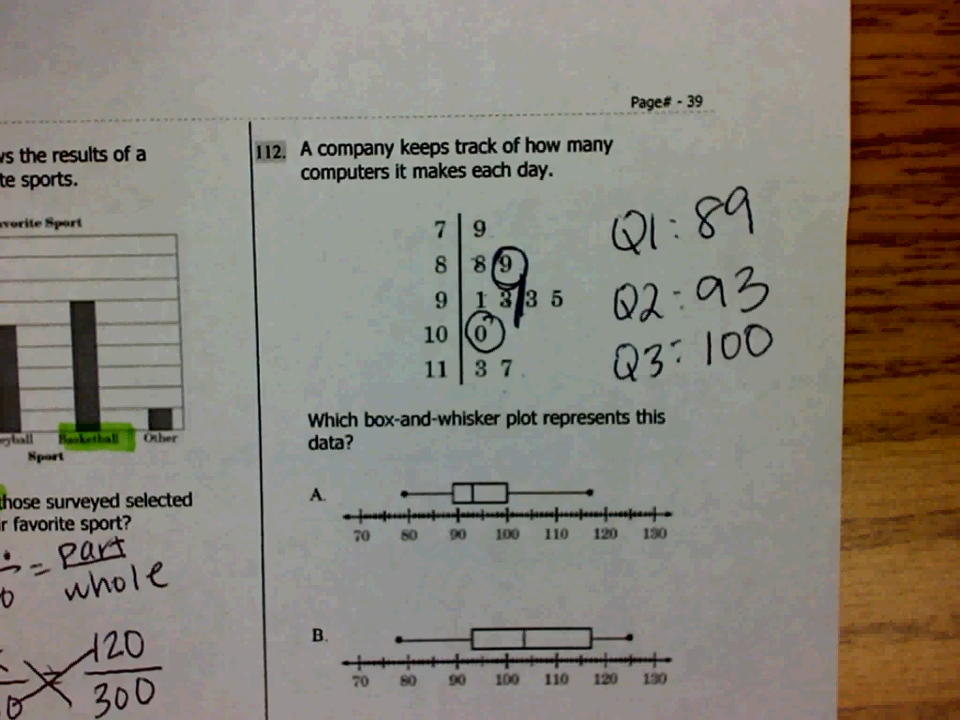 Page# - 39
ws the results of a
te sports.
vorite Sport
eyball Basketball Other
Sport
those surveyed selected
r favorite sport?
= part
whole
120
300
112. A company keeps track of how many
computers it makes each day.
7 9
8 8 9
9 1 3 3 5
10 0
11 3 7
Q1: 89
Q2: 93
Q3: 100
Which box-and-whisker plot represents this
data?
A.
70 80 90 100 110 120 130
B.
70 80 90 100 110 120 130